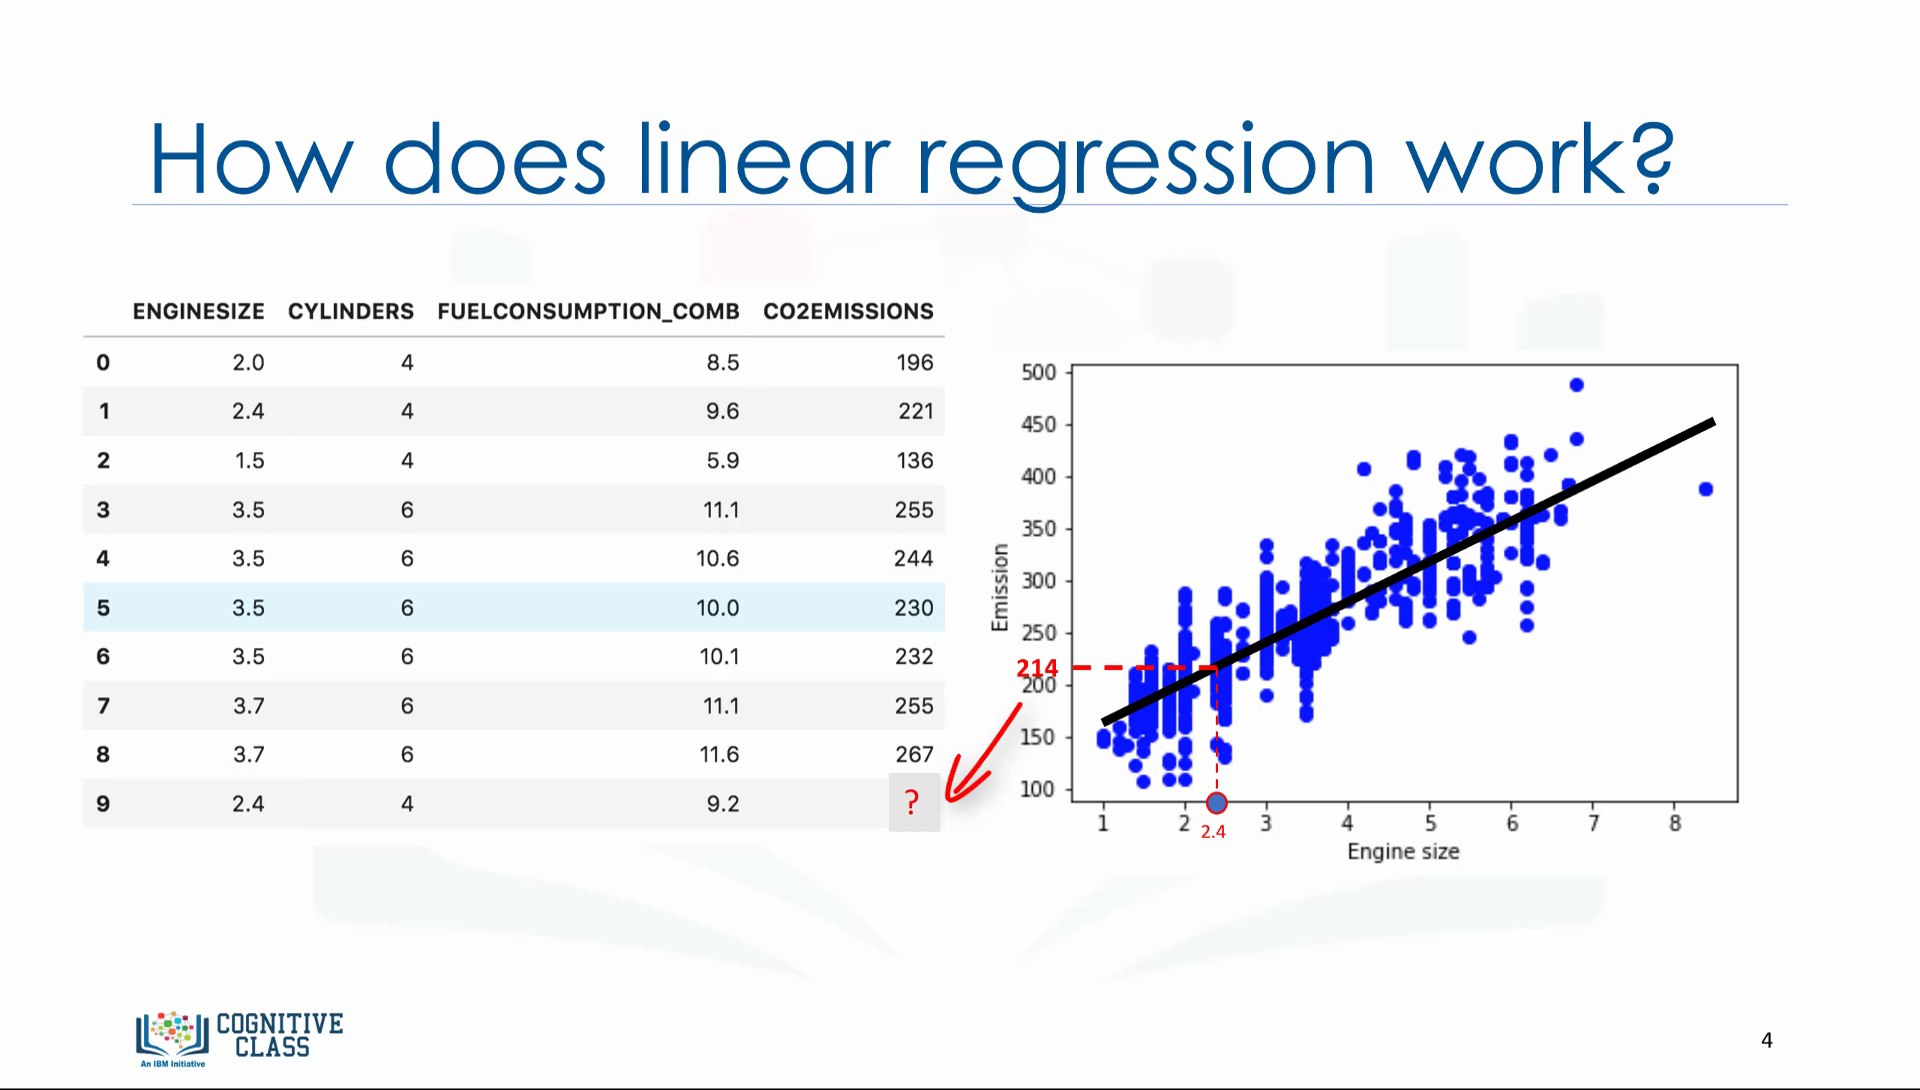 How does linear regression work?
ENGINESIZE CYLINDERS FUELCONSUMPTION_COMB CO2EMISSIONS
0 2.0 4 8.5 196
1 2.4 4 9.6 221
2 1.5 4 5.9 136
3 3.5 6 11.1 255
4 3.5 6 10.6 244
5 3.5 6 10.0 230
6 3.5 6 10.1 232
7 3.7 6 11.1 255
8 3.7 6 11.6 267
9 2.4 4 9.2 ?
500
450
400
350
300
250
214
200
150
100
Emission
1 2 3 4 5 6 7 8
2.4
Engine size
COGNITIVE
CLASS
An IBM Initiative
4